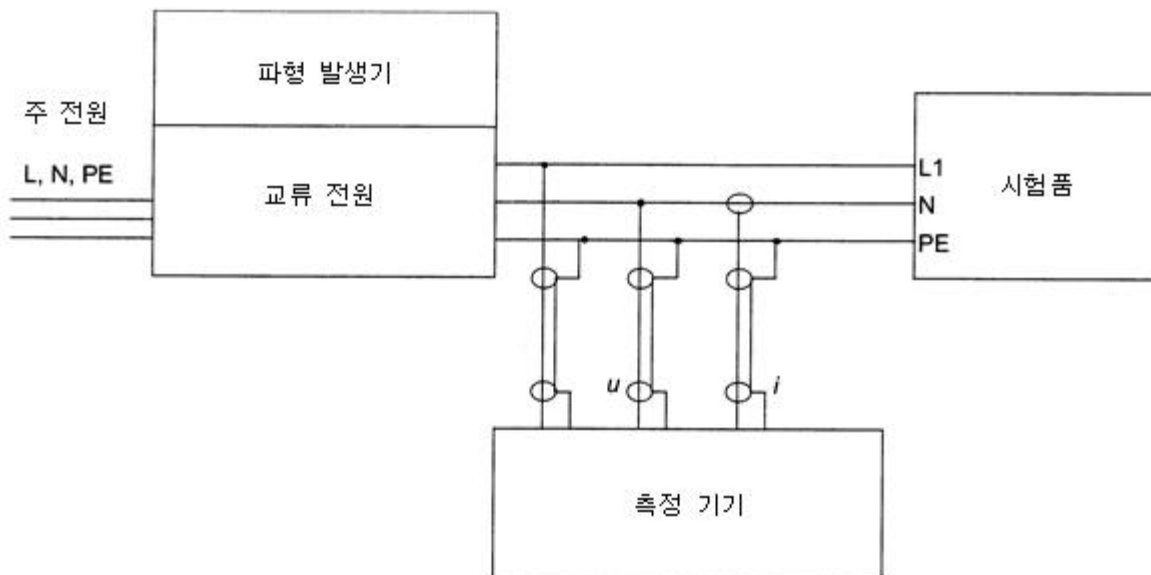 파형 발생기
주 전원
L, N, PE
교류 전원
L1
N
PE
시험품
u
i
측정 기기